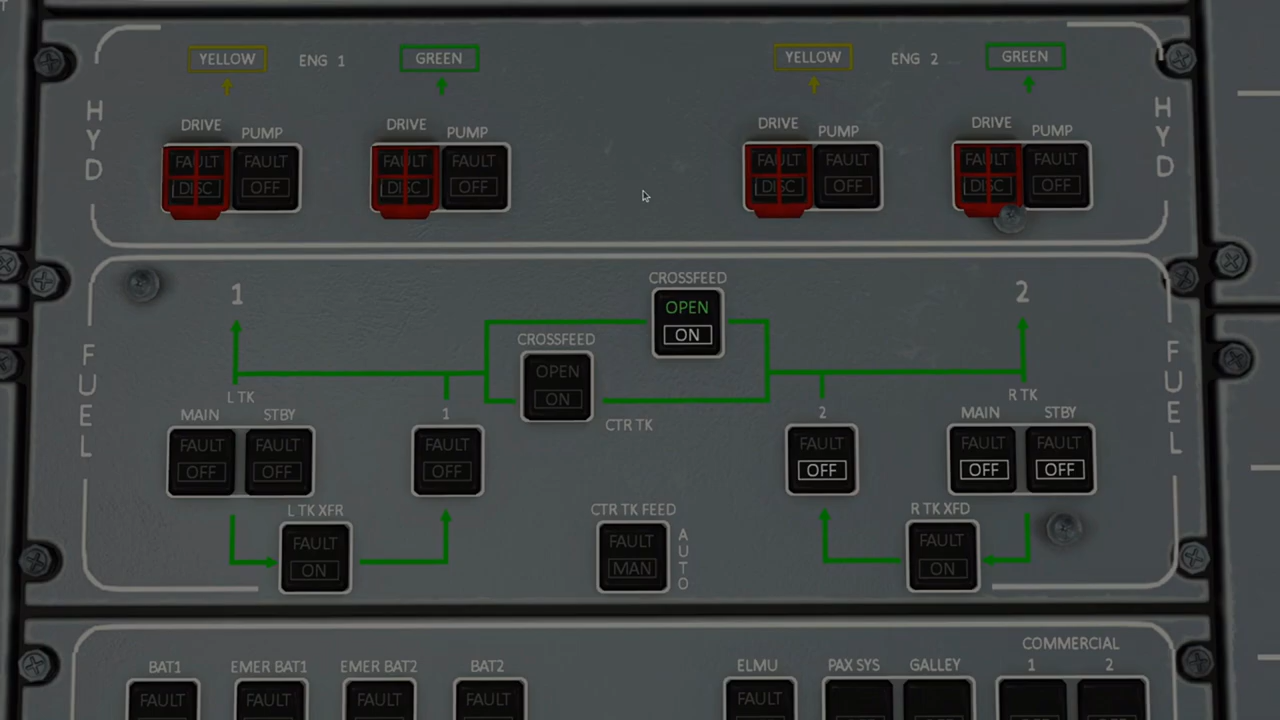 YELLOW ENG 1 GREEN YELLOW ENG 2 GREEN
HYD
DRIVE PUMP DRIVE PUMP DRIVE PUMP DRIVE PUMP
HYD
FAULT FAULT FAULT FAULT FAULT FAULT FAULT FAULT
DISC OFF DISC OFF DISC OFF DISC OFF
CROSSFEED
1 2
OPEN
ON
CROSSFEED
FUEL
OPEN
ON
FUEL
L TK R TK
MAIN STBY 1 CTR TK 2 MAIN STBY
FAULT FAULT FAULT FAULT FAULT FAULT
OFF OFF OFF OFF OFF OFF
L TK XFR CTR TK FEED R TK XFD
FAULT FAULT FAULT
ON MAN ON
AUTO
COMMERCIAL
BAT1 EMER BAT1 EMER BAT2 BAT2 ELMU PAX SYS GALLEY 1 2
FAULT FAULT FAULT FAULT FAULT